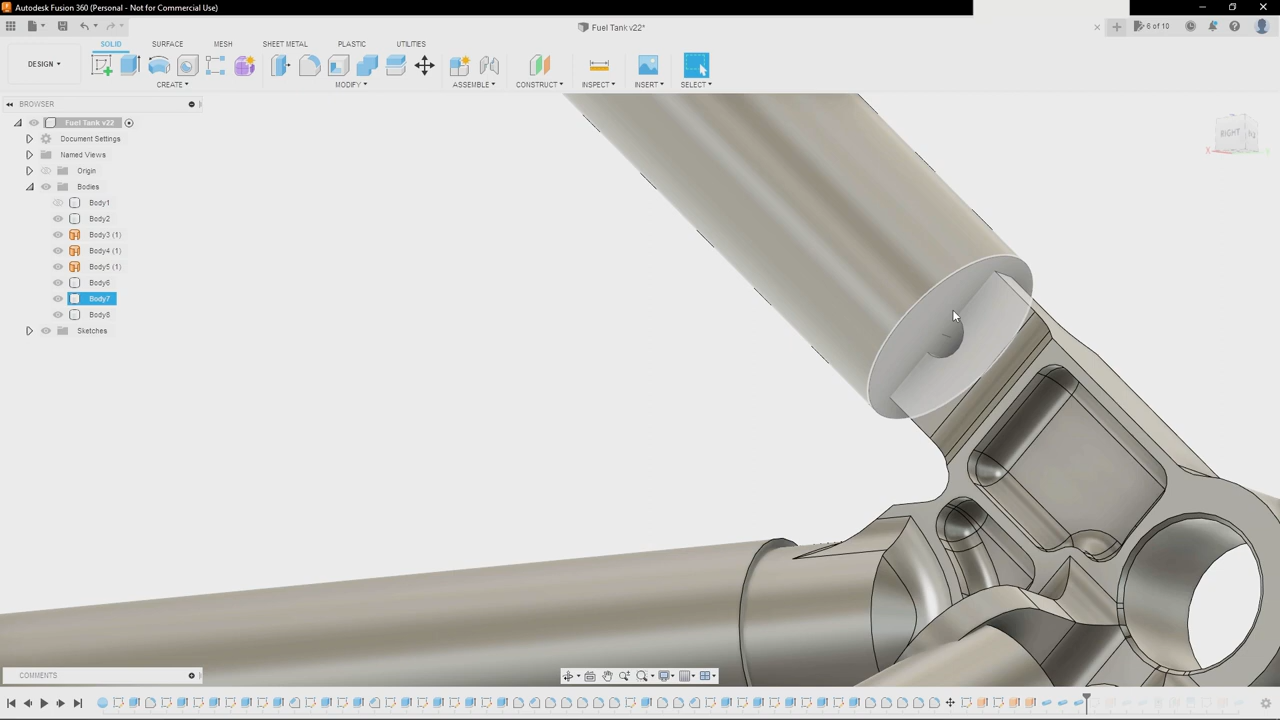 Autodesk Fusion 360 (Personal - Not for Commercial Use)
Fuel Tank v22*
6 of 10
SOLID SURFACE MESH SHEET METAL PLASTIC UTILITIES
DESIGN
CREATE MODIFY ASSEMBLE CONSTRUCT INSPECT INSERT SELECT
BROWSER
Fuel Tank v22
Document Settings
Named Views
Origin
Bodies
Body1
Body2
Body3 (1)
Body4 (1)
Body5 (1)
Body6
Body7
Body8
Sketches
RIGHT
X
COMMENTS